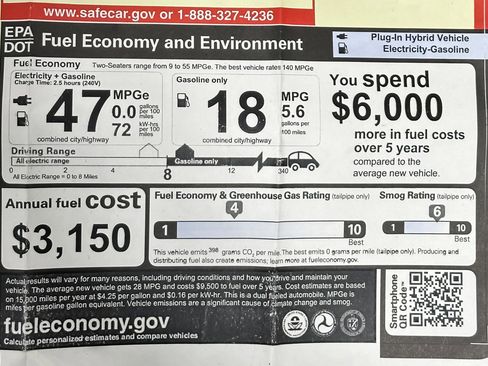 www.safecar.gov or 1-888-327-4236
EPA
DOT
Fuel Economy and Environment
Plug-In Hybrid Vehicle
Electricity-Gasoline
Fuel Economy
Two-Seaters range from 9 to 55 MPGe. The best vehicle rates 140 MPGe
Electricity + Gasoline
Charge Time: 2.5 hours (240V)
47 MPGe
0.0 gallons per 100 miles
72 kW-hrs per 100 miles
combined city/highway
Gasoline only
18 MPG
5.6 gallons per 100 miles
combined city/highway
You spend
$6,000
more in fuel costs
over 5 years
compared to the
average new vehicle.
Driving Range
All electric range
Gasoline only
0 8 12 340
All Electric Range = 0 to 8 Miles
Annual fuel cost
$3,150
Fuel Economy & Greenhouse Gas Rating (tailpipe only)
4
1 10
Best
Smog Rating (tailpipe only)
6
1 10
Best
This vehicle emits 398 grams CO2 per mile. The best emits 0 grams per mile (tailpipe only). Producing and
distributing fuel also create emissions; learn more at fueleconomy.gov.
Actual results will vary for many reasons, including driving conditions and how you drive and maintain your
vehicle. The average new vehicle gets 28 MPG and costs $9,500 to fuel over 5 years. Cost estimates are based
on 15,000 miles per year at $4.25 per gallon and $0.16 per kW-hr. This is a dual fueled automobile. MPGe is
miles per gasoline gallon equivalent. Vehicle emissions are a significant cause of climate change and smog.
fueleconomy.gov
Calculate personalized estimates and compare vehicles
Smartphone
QR Code™